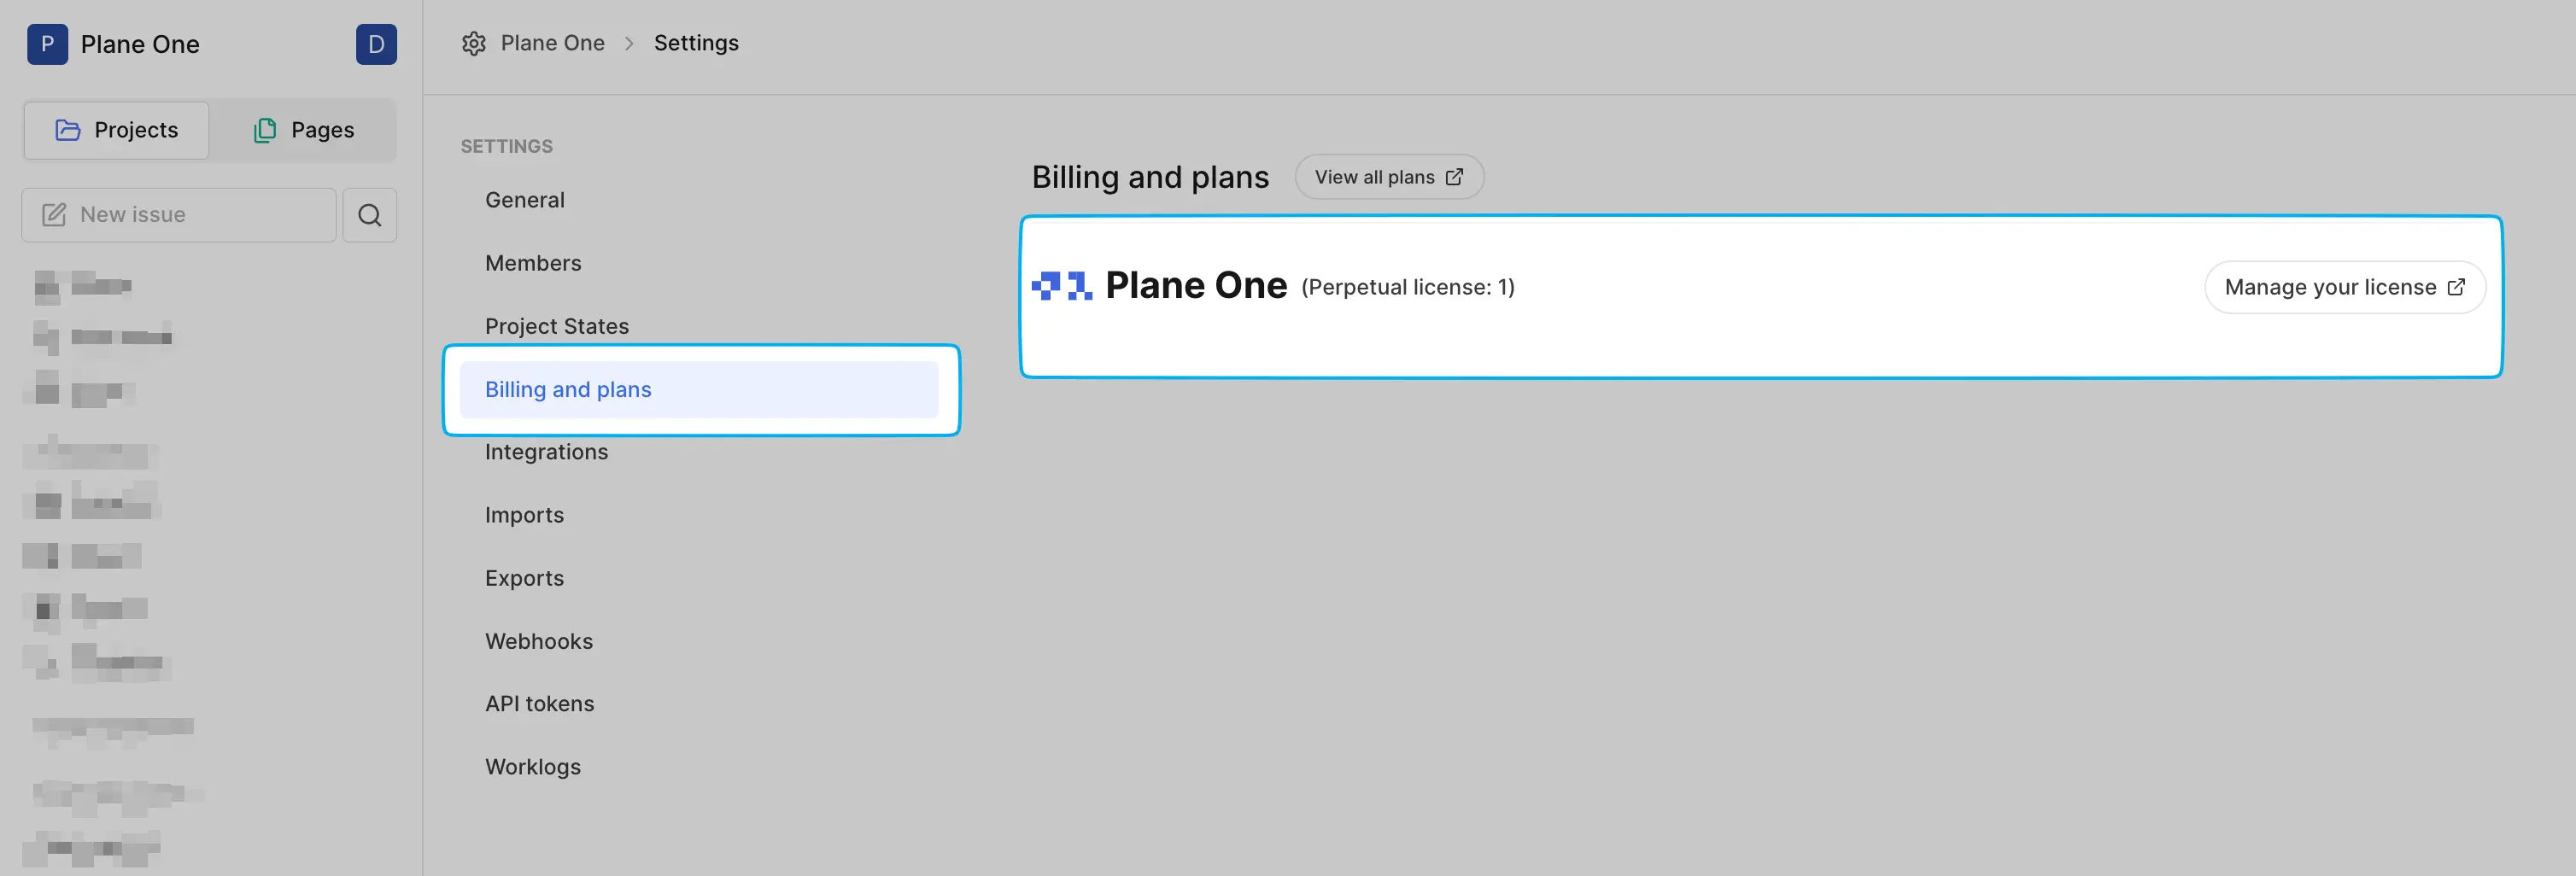 P Plane One D
Projects Pages
New issue
Plane One > Settings
SETTINGS
General
Members
Project States
Billing and plans
Integrations
Imports
Exports
Webhooks
API tokens
Worklogs
Billing and plans View all plans
Plane One (Perpetual license: 1) Manage your license